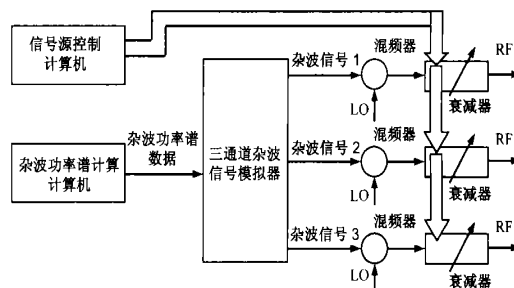 信号源控制
计算机
杂波信号 1
混频器
RF
LO
衰减器
杂波功率谱计算
计算机
杂波功率谱
数据
三通道杂波
信号模拟器
杂波信号 2
混频器
RF
LO
衰减器
杂波信号 3
混频器
RF
LO
衰减器